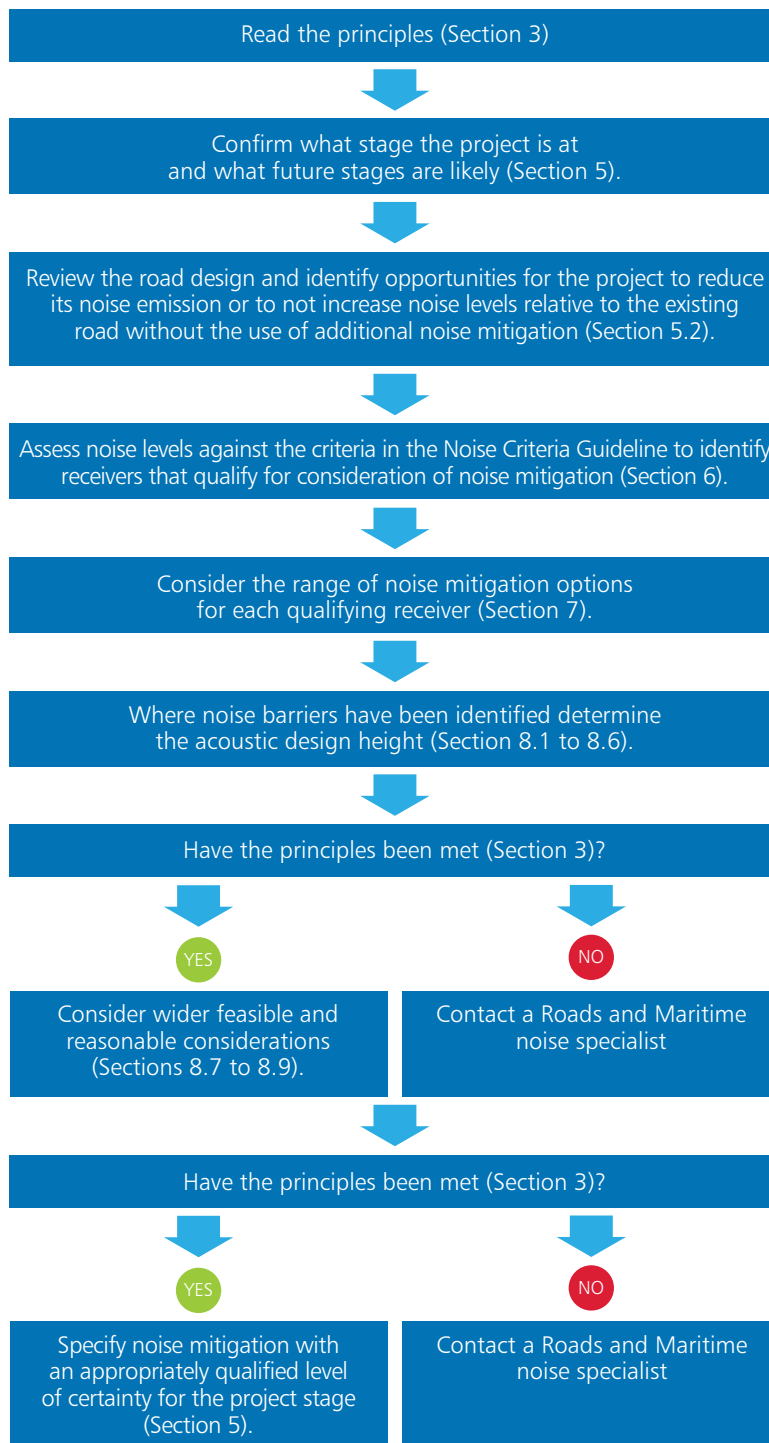 Read the principles (Section 3)
Confirm what stage the project is at
and what future stages are likely (Section 5).
Review the road design and identify opportunities for the project to reduce
its noise emission or to not increase noise levels relative to the existing
road without the use of additional noise mitigation (Section 5.2).
Assess noise levels against the criteria in the Noise Criteria Guideline to identify
receivers that qualify for consideration of noise mitigation (Section 6).
Consider the range of noise mitigation options
for each qualifying receiver (Section 7).
Where noise barriers have been identified determine
the acoustic design height (Section 8.1 to 8.6).
Have the principles been met (Section 3)?
YES
NO
Consider wider feasible and
reasonable considerations
(Sections 8.7 to 8.9).
Contact a Roads and Maritime
noise specialist
Have the principles been met (Section 3)?
YES
NO
Specify noise mitigation with
an appropriately qualified level
of certainty for the project stage
(Section 5).
Contact a Roads and Maritime
noise specialist